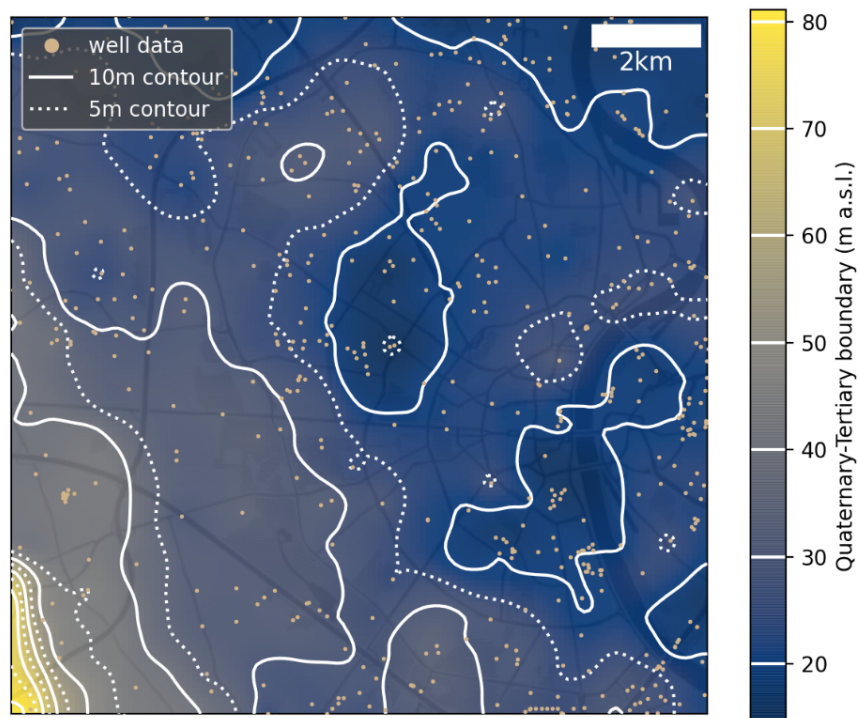 well data
10m contour
5m contour
2km
80
70
60
50
40
30
20
Quaternary-Tertiary boundary (m a.s.l.)